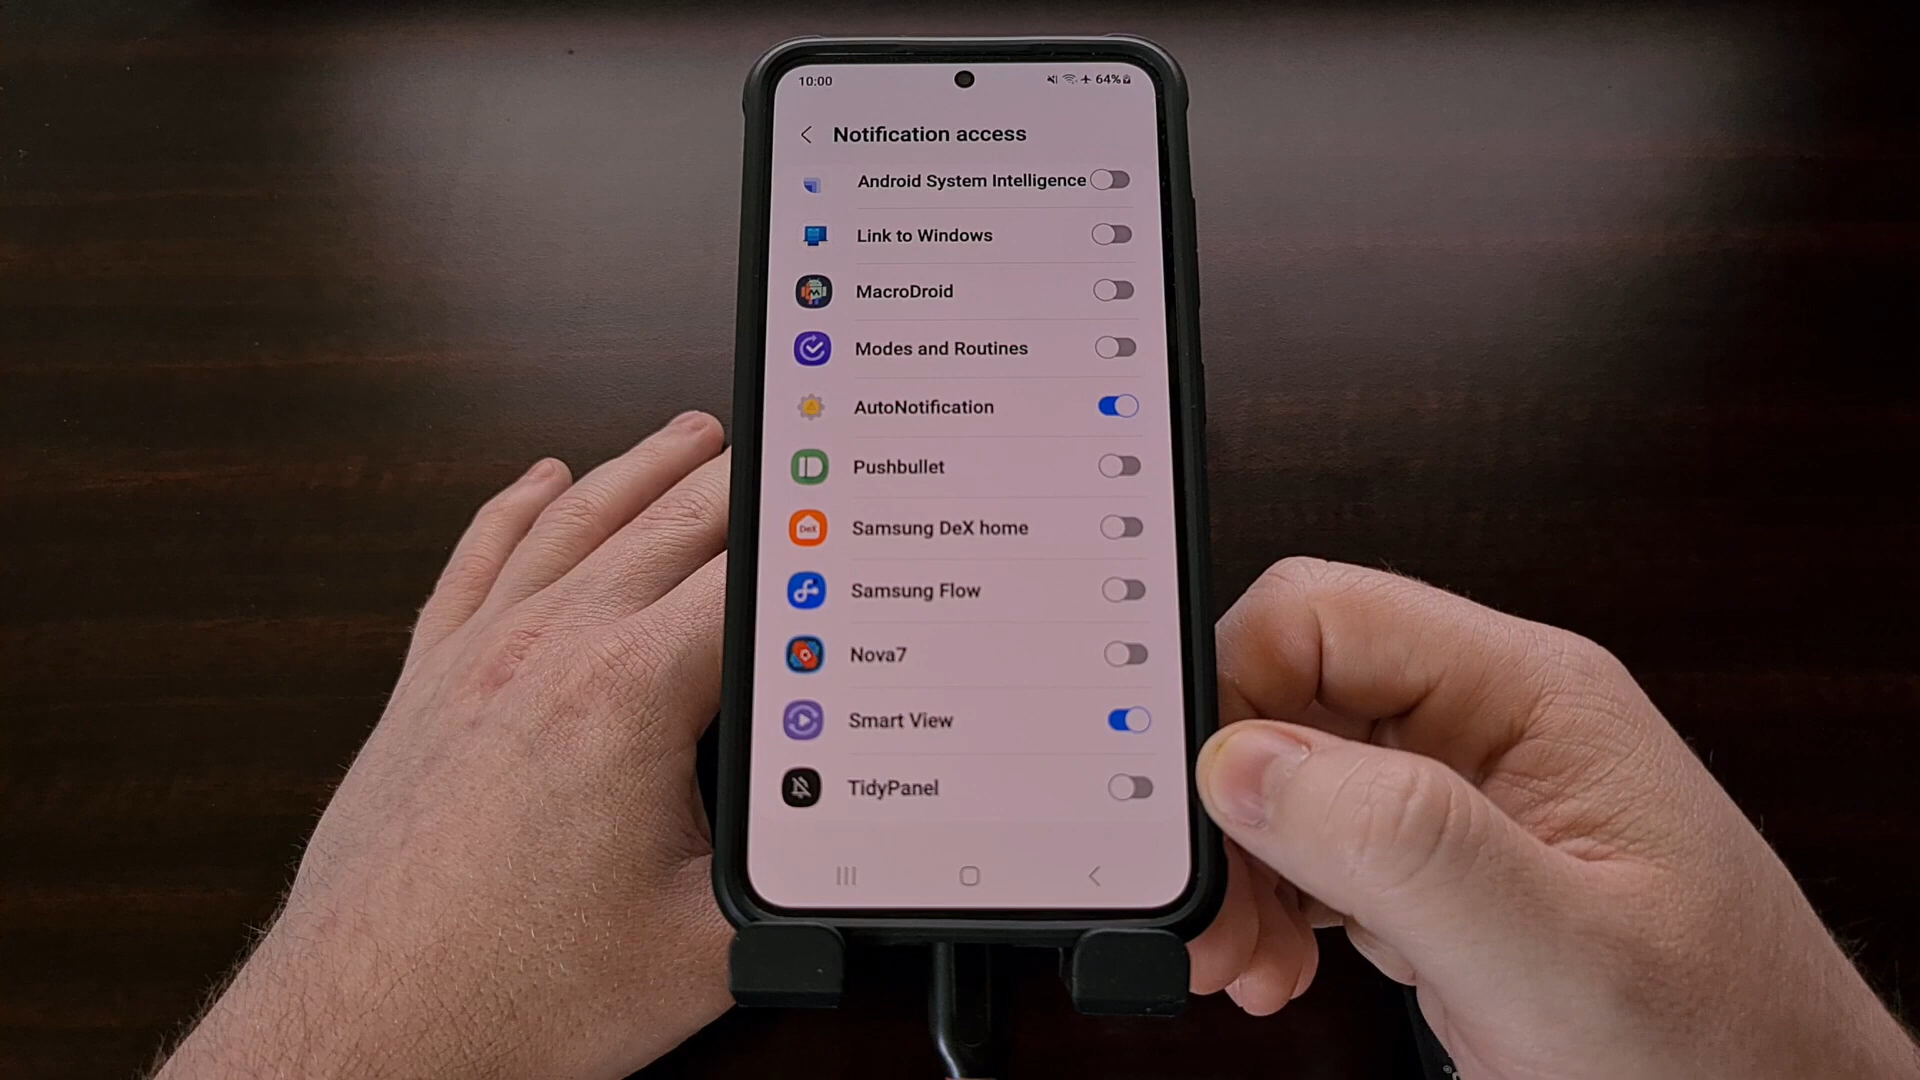 10:00
64%
Notification access
Android System Intelligence
Link to Windows
MacroDroid
Modes and Routines
AutoNotification
Pushbullet
DeX
Samsung DeX home
Samsung Flow
Nova7
Smart View
TidyPanel